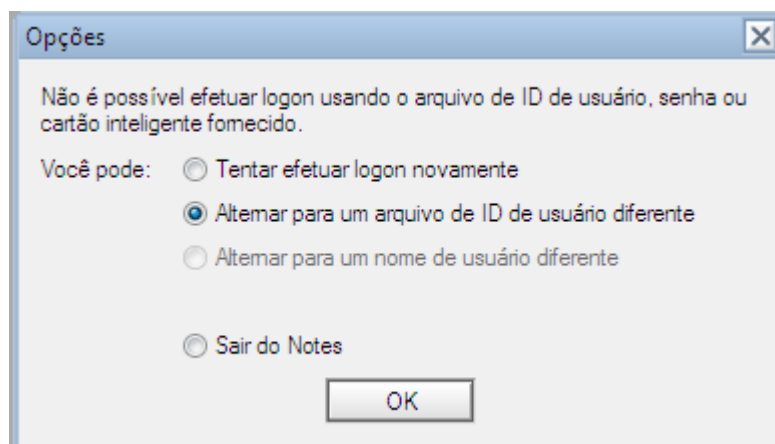 Opções
Não é possível efetuar logon usando o arquivo de ID de usuário, senha ou
cartão inteligente fornecido.
Você pode: Tentar efetuar logon novamente
Alternar para um arquivo de ID de usuário diferente
Alternar para um nome de usuário diferente
Sair do Notes
OK